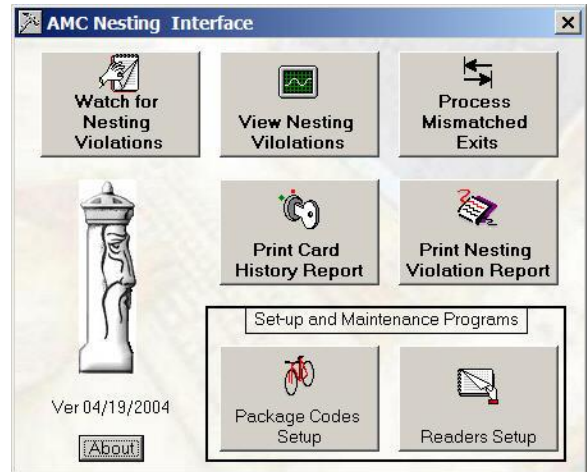 AMC Nesting Interface
Watch for
Nesting
Violations
View Nesting
Vilolations
Process
Mismatched
Exits
Print Card
History Report
Print Nesting
Violation Report
Set-up and Maintenance Programs
Package Codes
Setup
Readers Setup
Ver 04/19/2004
About